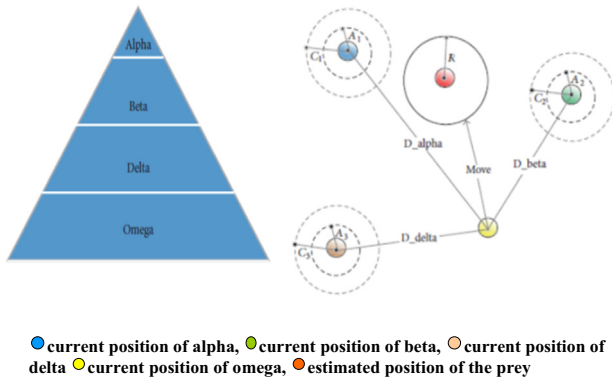 Alpha
Beta
Delta
Omega
A1
C1
R
A2
C2
D_alpha
Move
D_beta
A3
C3
D_delta
current position of alpha, current position of beta, current position of
delta current position of omega, estimated position of the prey